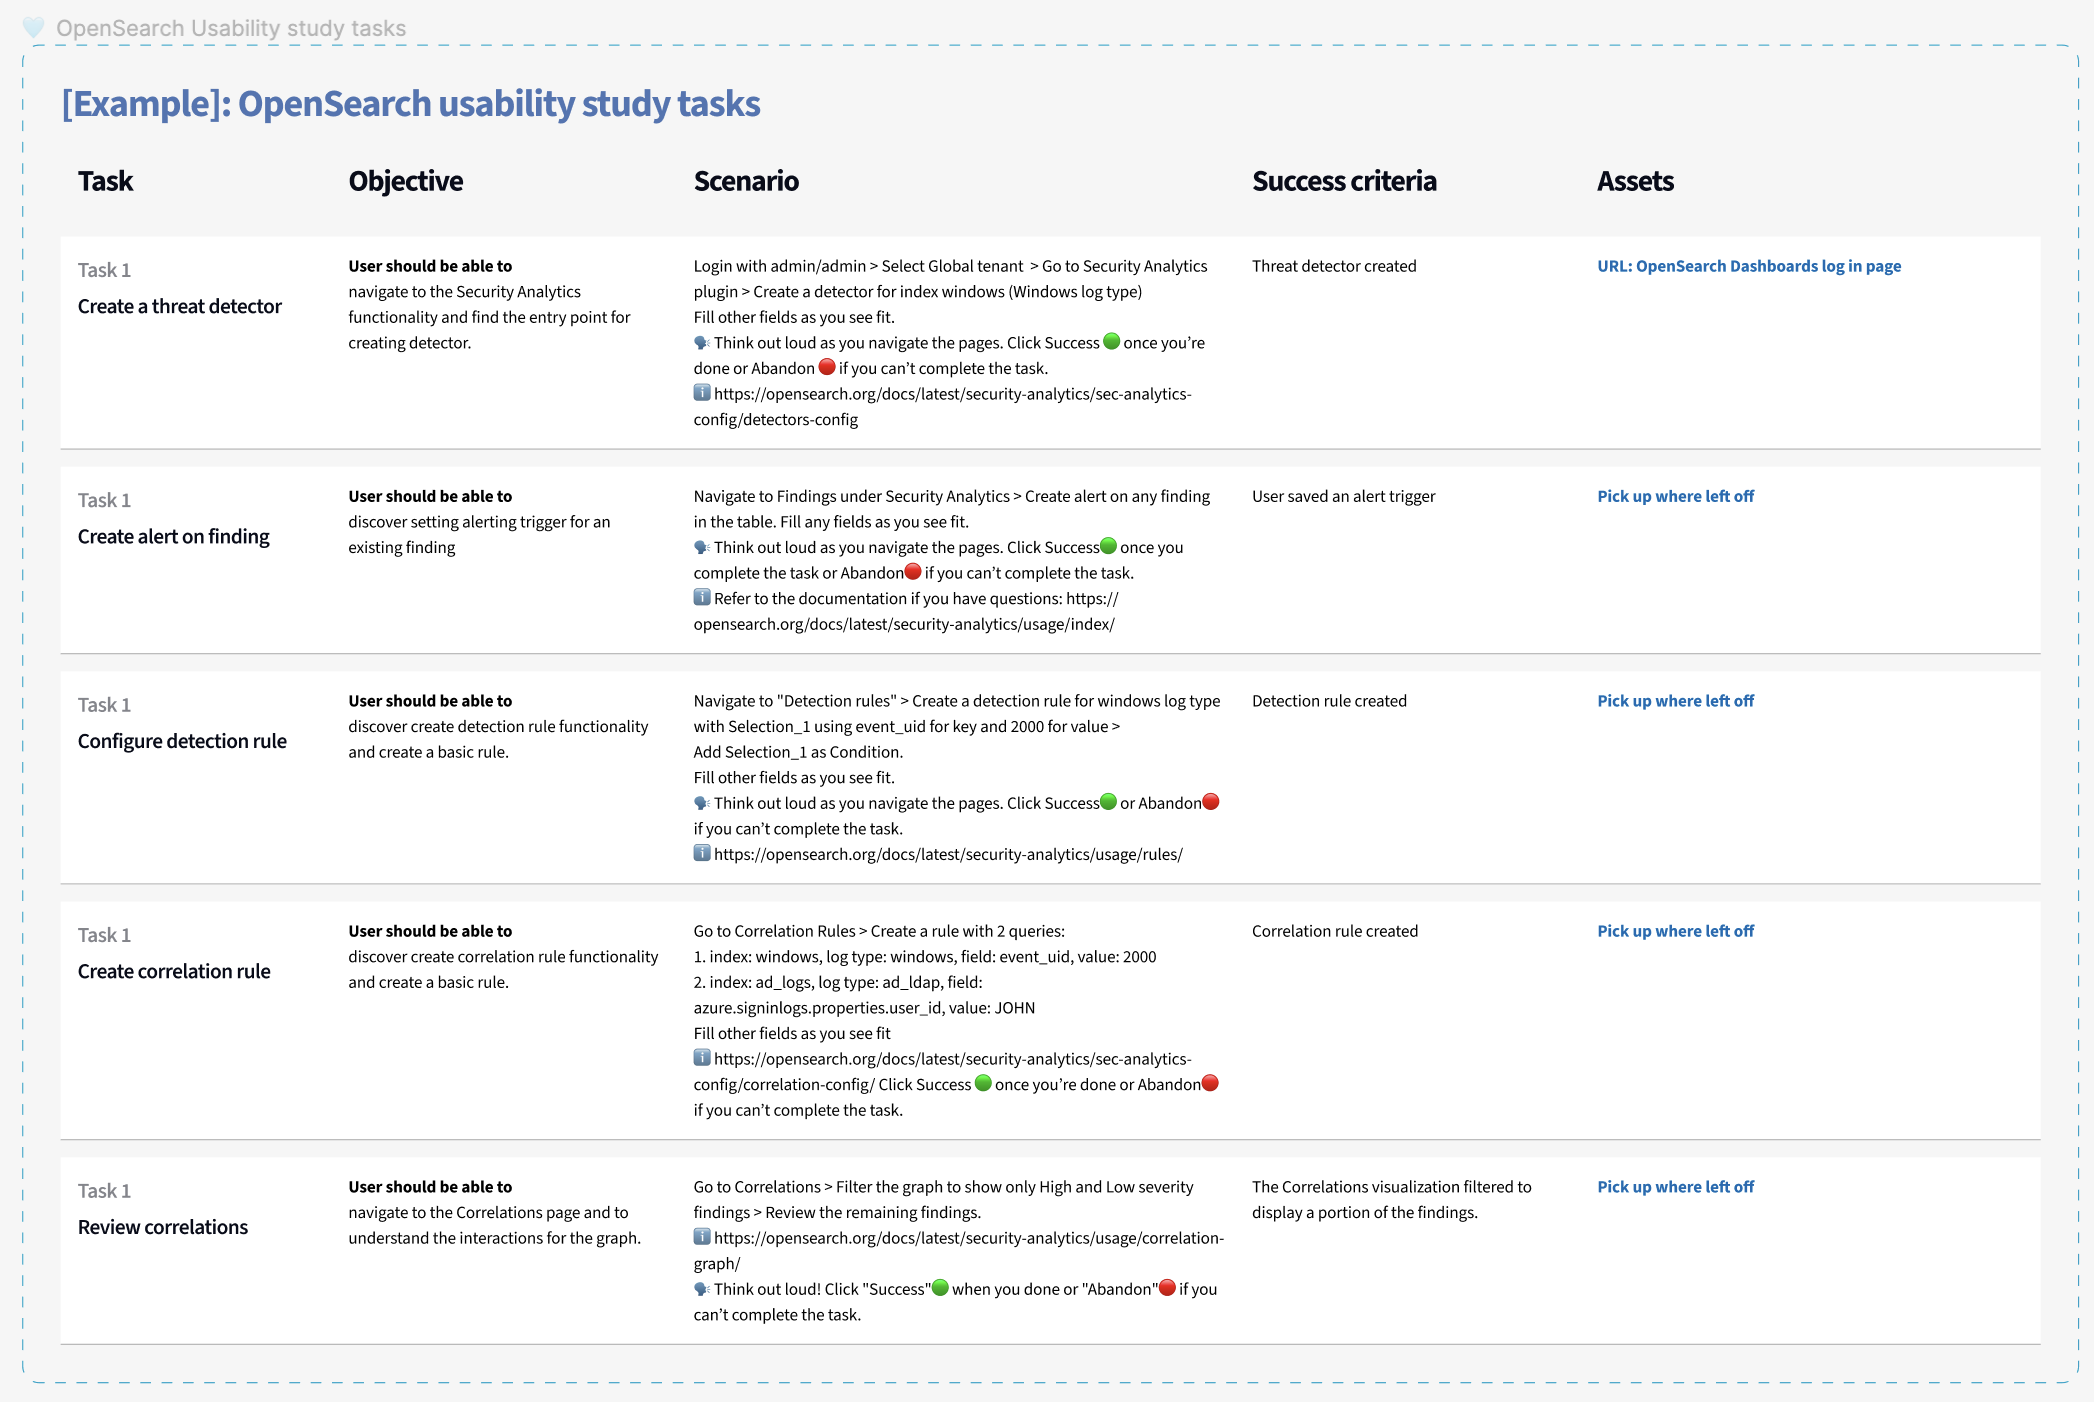 OpenSearch Usability study tasks
[Example]: OpenSearch usability study tasks
Task
Objective
Scenario
Success criteria
Assets
Task 1
Create a threat detector
User should be able to
navigate to the Security Analytics
functionality and find the entry point for
creating detector.
Login with admin/admin > Select Global tenant  > Go to Security Analytics
plugin > Create a detector for index windows (Windows log type)
Fill other fields as you see fit.
🗣️ Think out loud as you navigate the pages. Click Success 🟢 once you’re
done or Abandon 🔴 if you can’t complete the task.
ℹ️ https://opensearch.org/docs/latest/security-analytics/sec-analytics-
config/detectors-config
Threat detector created
URL: OpenSearch Dashboards log in page
Task 1
Create alert on finding
User should be able to
discover setting alerting trigger for an
existing finding
Navigate to Findings under Security Analytics > Create alert on any finding
in the table. Fill any fields as you see fit.
🗣️ Think out loud as you navigate the pages. Click Success🟢 once you
complete the task or Abandon🔴 if you can’t complete the task.
ℹ️ Refer to the documentation if you have questions: https://
opensearch.org/docs/latest/security-analytics/usage/index/
User saved an alert trigger
Pick up where left off
Task 1
Configure detection rule
User should be able to
discover create detection rule functionality
and create a basic rule.
Navigate to "Detection rules" > Create a detection rule for windows log type
with Selection_1 using event_uid for key and 2000 for value >
Add Selection_1 as Condition.
Fill other fields as you see fit.
🗣️ Think out loud as you navigate the pages. Click Success🟢 or Abandon🔴
if you can’t complete the task.
ℹ️ https://opensearch.org/docs/latest/security-analytics/usage/rules/
Detection rule created
Pick up where left off
Task 1
Create correlation rule
User should be able to
discover create correlation rule functionality
and create a basic rule.
Go to Correlation Rules > Create a rule with 2 queries:
1. index: windows, log type: windows, field: event_uid, value: 2000
2. index: ad_logs, log type: ad_ldap, field:
azure.signinlogs.properties.user_id, value: JOHN
Fill other fields as you see fit
ℹ️ https://opensearch.org/docs/latest/security-analytics/sec-analytics-
config/correlation-config/ Click Success 🟢 once you’re done or Abandon🔴
if you can’t complete the task.
Correlation rule created
Pick up where left off
Task 1
Review correlations
User should be able to
navigate to the Correlations page and to
understand the interactions for the graph.
Go to Correlations > Filter the graph to show only High and Low severity
findings > Review the remaining findings.
ℹ️ https://opensearch.org/docs/latest/security-analytics/usage/correlation-
graph/
🗣️ Think out loud! Click "Success"🟢 when you done or "Abandon"🔴 if you
can’t complete the task.
The Correlations visualization filtered to
display a portion of the findings.
Pick up where left off